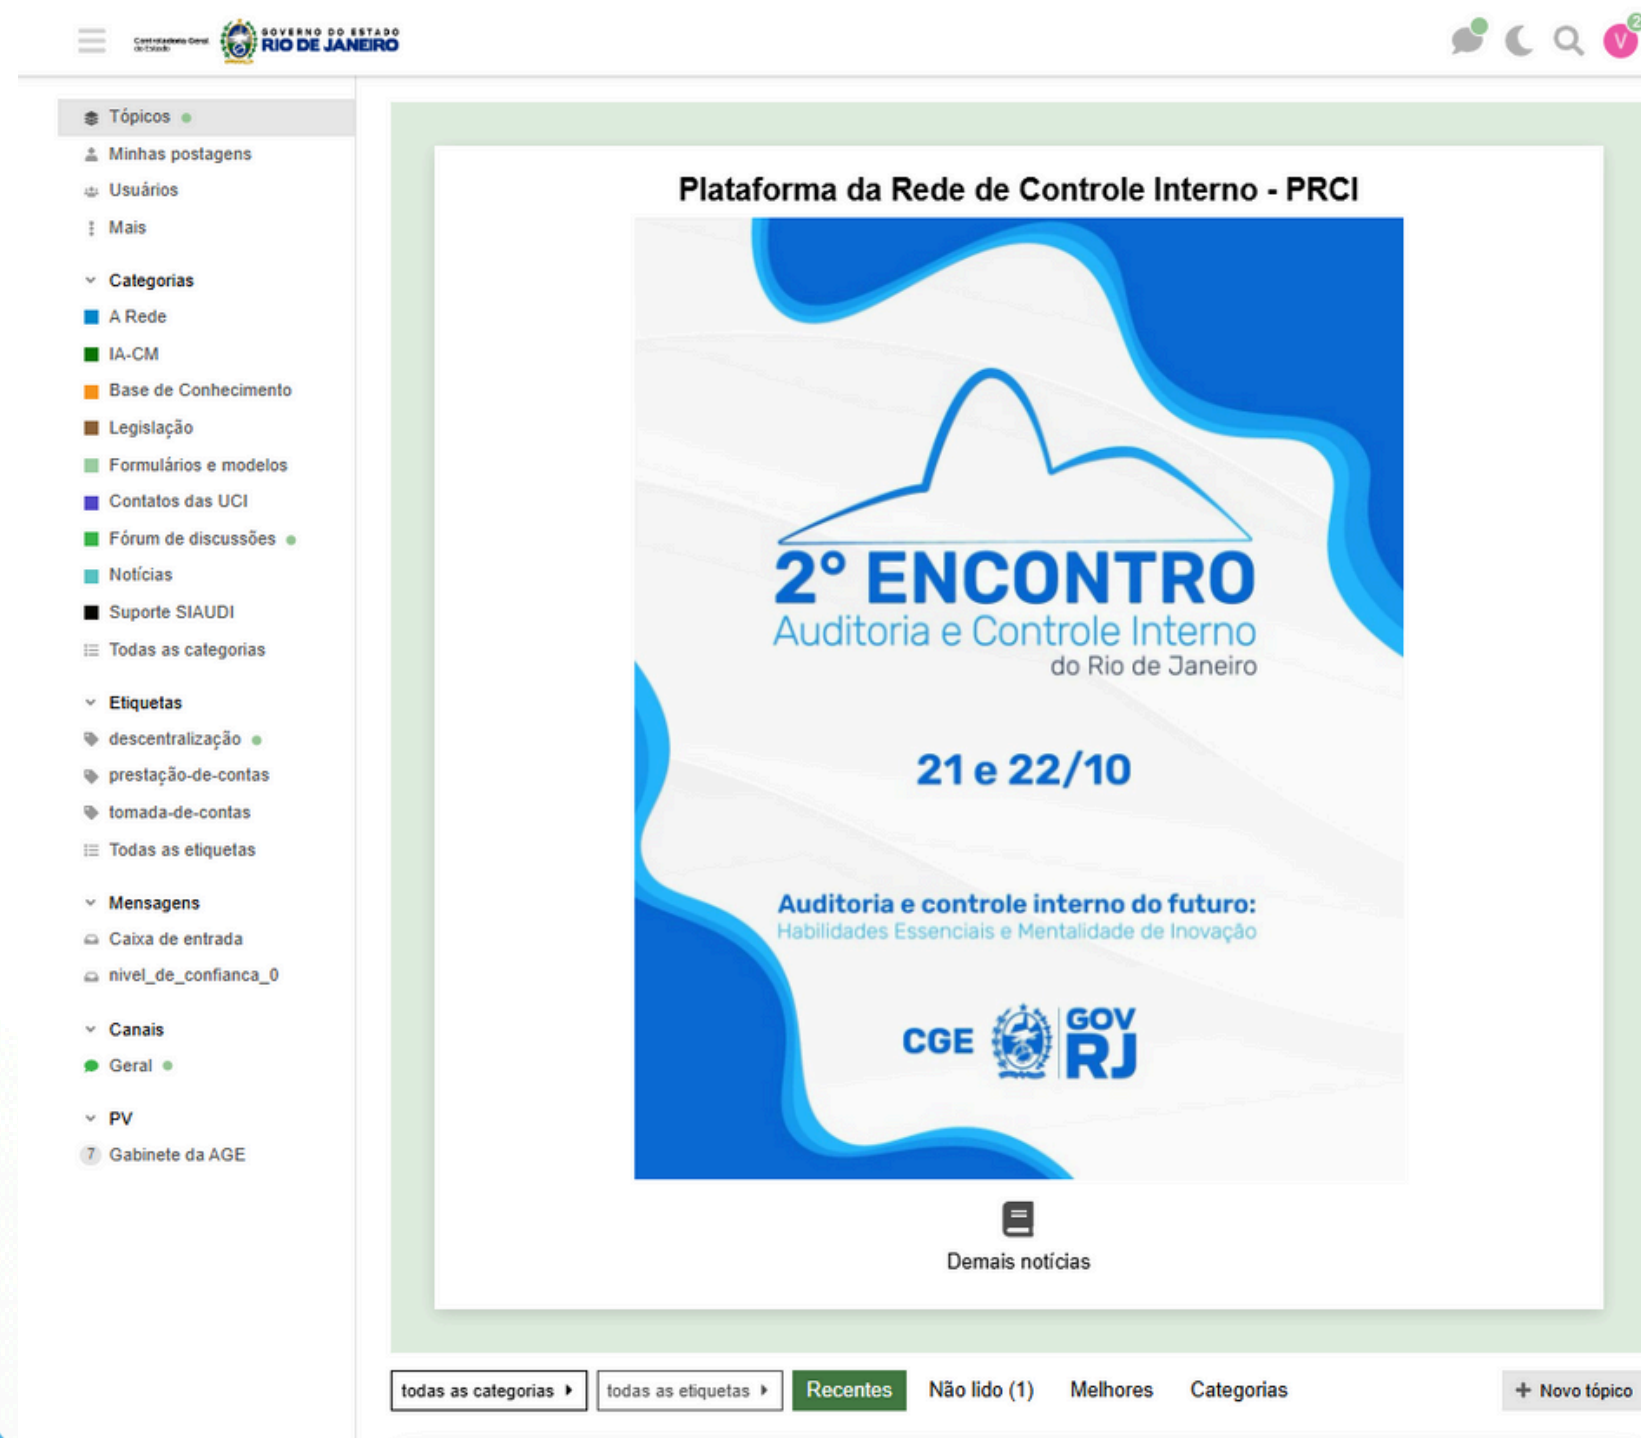 Controladoria Geral
do Estado
GOVERNO DO ESTADO
RIO DE JANEIRO
V
2
Tópicos
Minhas postagens
Usuários
Mais
Categorias
A Rede
IA-CM
Base de Conhecimento
Legislação
Formulários e modelos
Contatos das UCI
Fórum de discussões
Notícias
Suporte SIAUDI
Todas as categorias
Etiquetas
descentralização
prestação-de-contas
tomada-de-contas
Todas as etiquetas
Mensagens
Caixa de entrada
nivel_de_confianca_0
Canais
Geral
PV
7 Gabinete da AGE
Plataforma da Rede de Controle Interno - PRCI
2º ENCONTRO
Auditoria e Controle Interno
do Rio de Janeiro
21 e 22/10
Auditoria e controle interno do futuro:
Habilidades Essenciais e Mentalidade de Inovação
CGE GOV
RJ
Demais notícias
todas as categorias todas as etiquetas Recentes Não lido (1) Melhores Categorias + Novo tópico